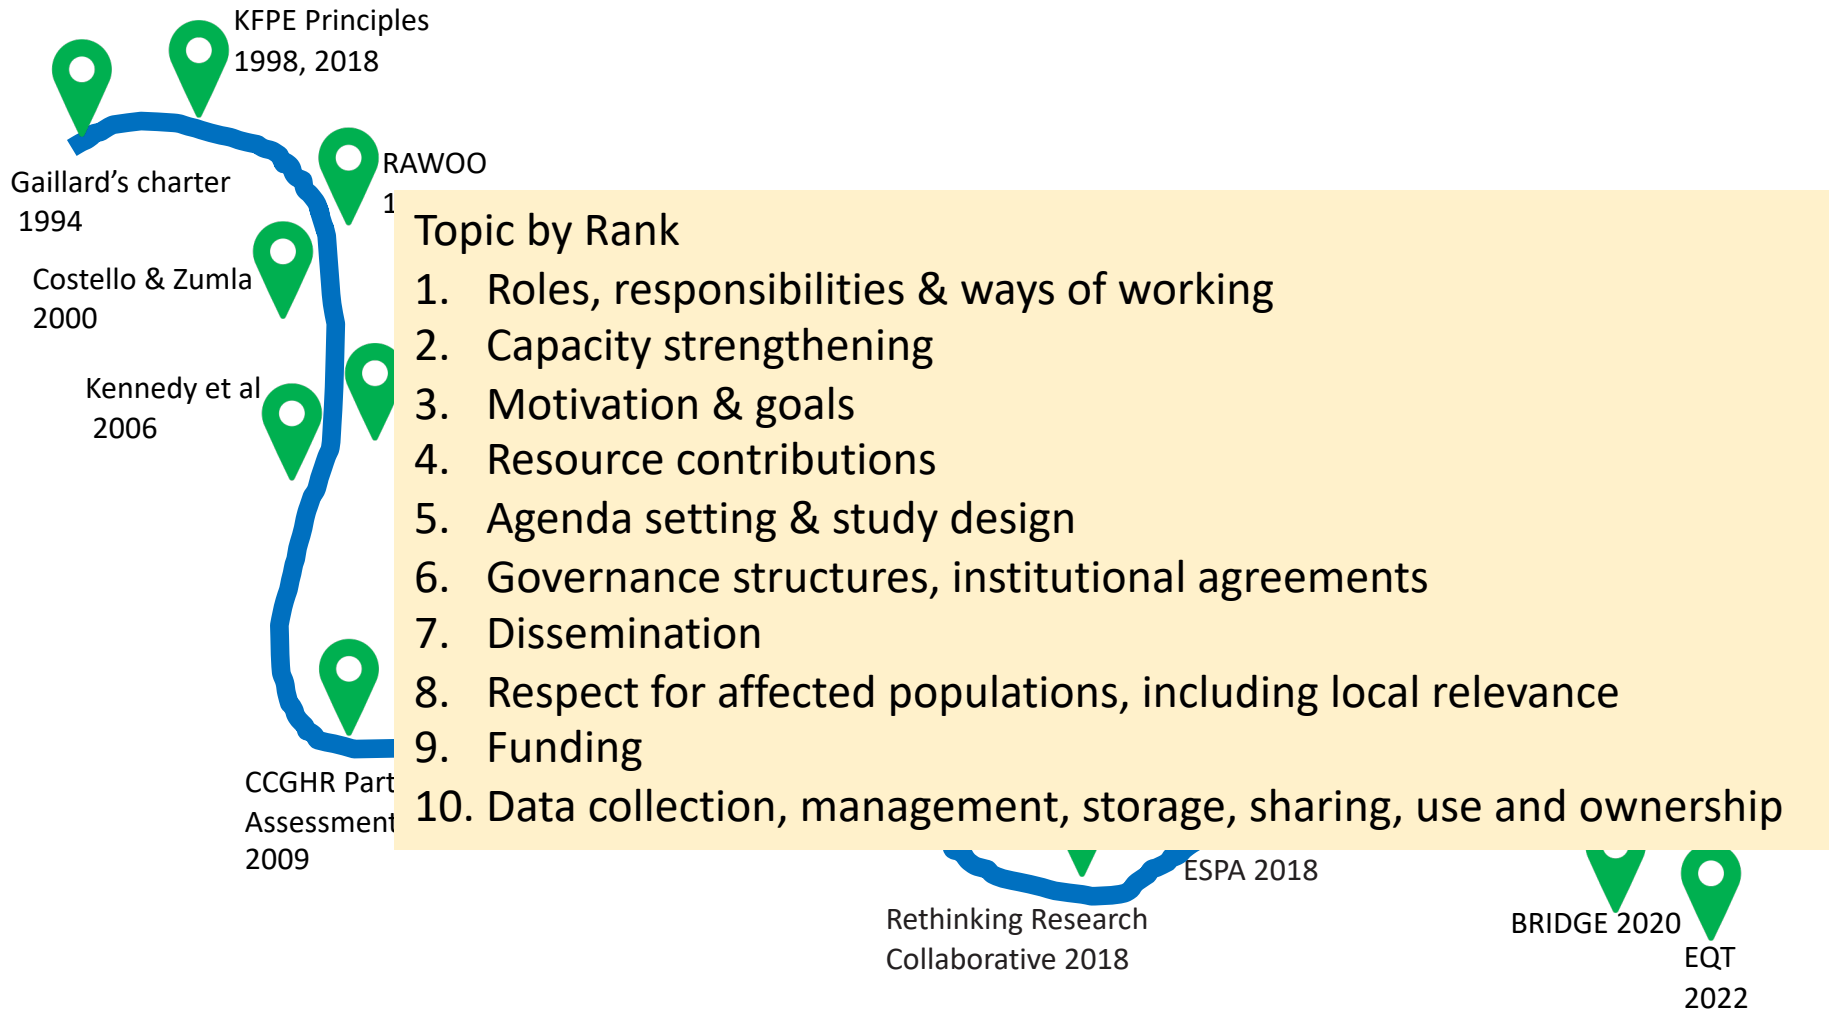 KFPE Principles
1998, 2018
RAWOO
Gaillard's charter
1994
Costello & Zumla
2000
Kennedy et al
2006
Topic by Rank
1. Roles, responsibilities & ways of working
2. Capacity strengthening
3. Motivation & goals
4. Resource contributions
5. Agenda setting & study design
6. Governance structures, institutional agreements
7. Dissemination
8. Respect for affected populations, including local relevance
9. Funding
10. Data collection, management, storage, sharing, use and ownership
CCGHR
Assessment
2009
ESPA 2018
Rethinking Research
Collaborative 2018
BRIDGE 2020
EQT
2022